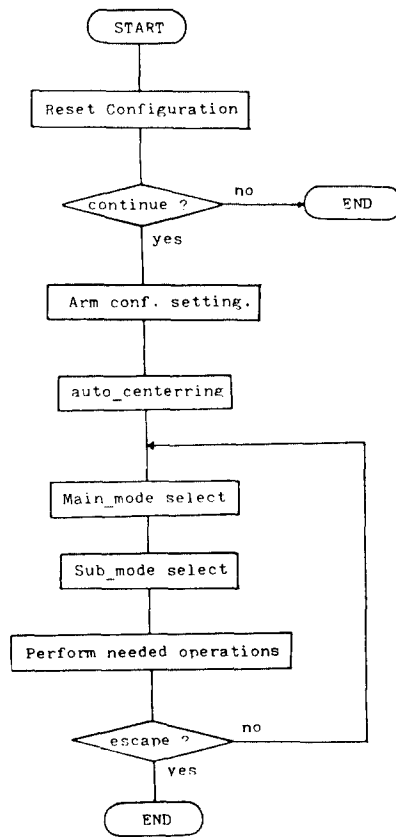 START
Reset Configuration
continue ?
no
END
yes
Arm conf. setting.
auto_centerring
Main_mode select
Sub_mode select
Perform needed operations
escape ?
no
yes
END